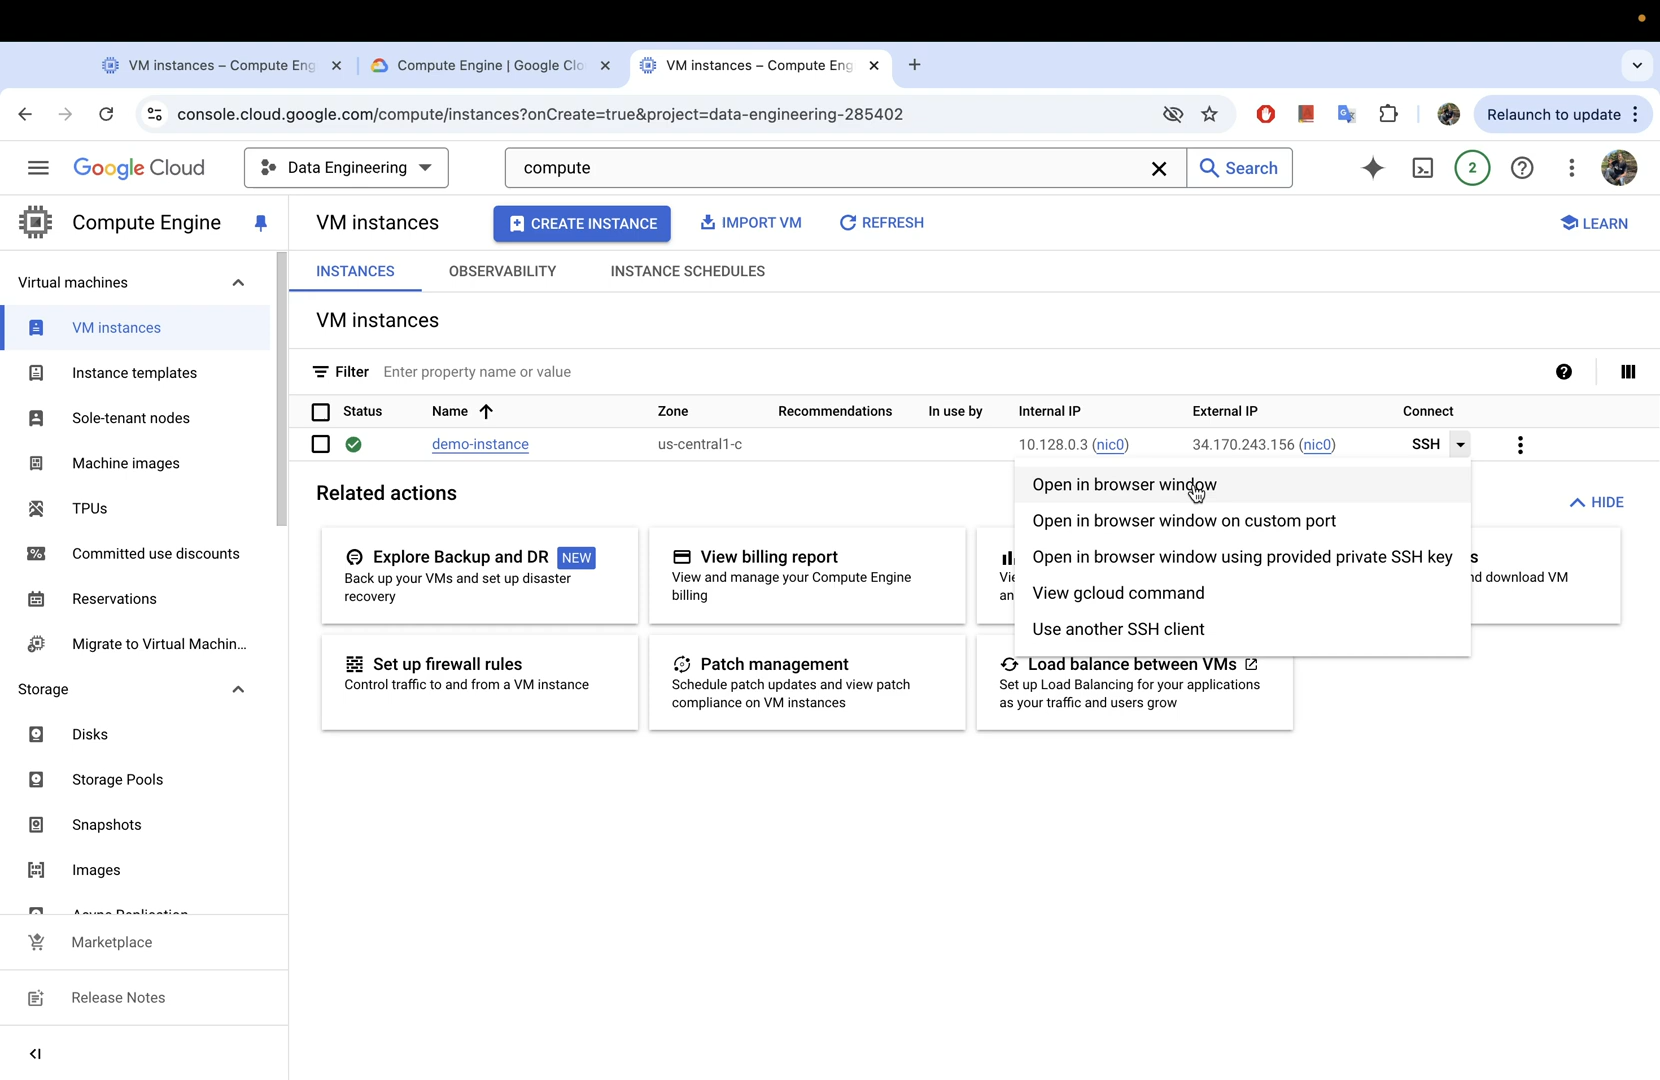 VM instances – Compute Eng
Compute Engine | Google Clo
VM instances – Compute Eng
console.cloud.google.com/compute/instances?onCreate=true&project=data-engineering-285402
Relaunch to update
Google Cloud
Data Engineering
compute
Search
2
Compute Engine
VM instances
CREATE INSTANCE
IMPORT VM
REFRESH
LEARN
Virtual machines
VM instances
Instance templates
Sole-tenant nodes
Machine images
TPUs
Committed use discounts
Reservations
Migrate to Virtual Machin...
Storage
Disks
Storage Pools
Snapshots
Images
Async Replication
Marketplace
Release Notes
INSTANCES
OBSERVABILITY
INSTANCE SCHEDULES
VM instances
Filter Enter property name or value
Status Name Zone Recommendations In use by Internal IP External IP Connect
demo-instance us-central1-c 10.128.0.3 (nic0) 34.170.243.156 (nic0) SSH
Open in browser window
Open in browser window on custom port
Open in browser window using provided private SSH key
View gcloud command
Use another SSH client
Related actions
HIDE
Explore Backup and DR NEW
Back up your VMs and set up disaster
recovery
View billing report
View and manage your Compute Engine
billing
Vie
an
s
nd download VM
Set up firewall rules
Control traffic to and from a VM instance
Patch management
Schedule patch updates and view patch
compliance on VM instances
Load balance between VMs
Set up Load Balancing for your applications
as your traffic and users grow